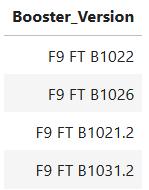 Booster_Version
F9 FT B1022
F9 FT B1026
F9 FT B1021.2
F9 FT B1031.2